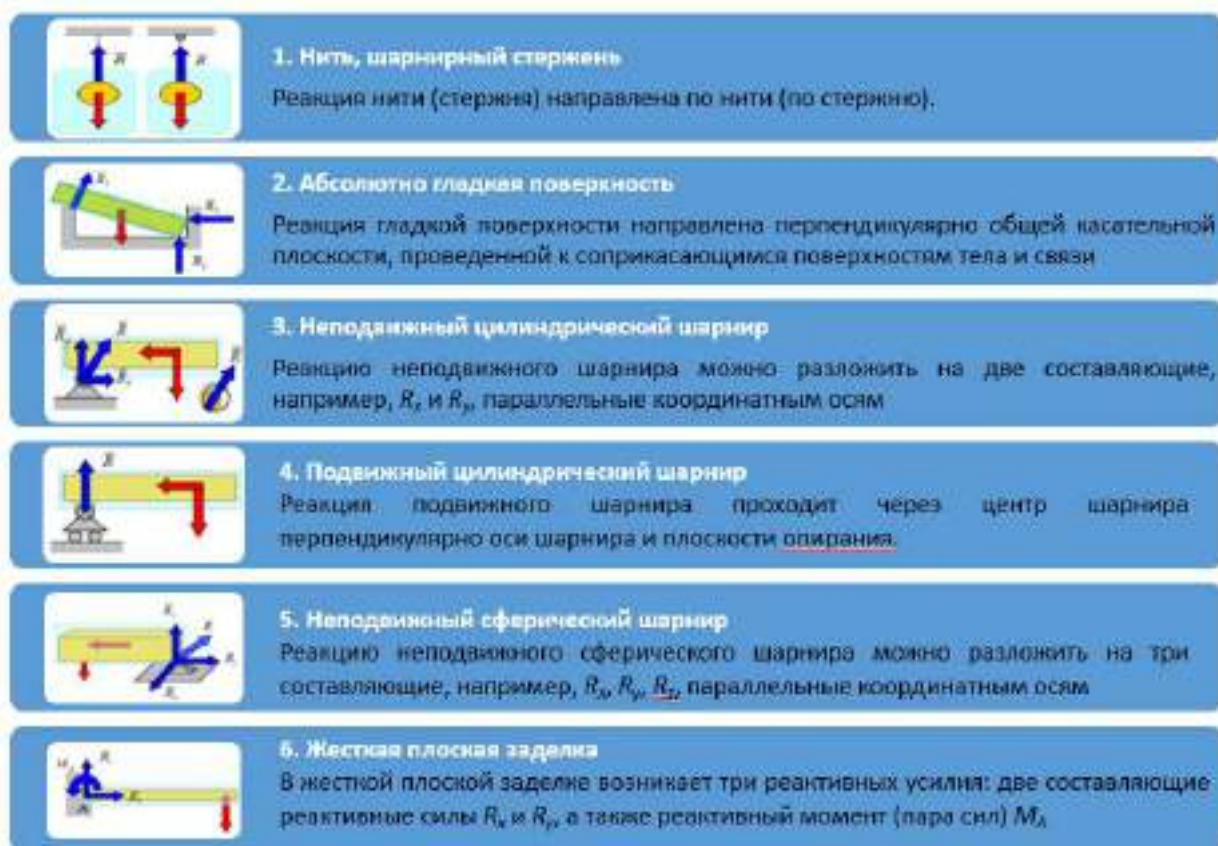 1. Нить, шарнирный стержень
Реакция нити (стержня) направлена по нити (по стержню).
2. Абсолютно гладкая поверхность
Реакция гладкой поверхности направлена перпендикулярно общей касательной
плоскости, проведенной к соприкасающимся поверхностям тела и связи
3. Неподвижный цилиндрический шарнир
Реакцию неподвижного шарнира можно разложить на две составляющие,
например, Rx и Ry, параллельные координатным осям
4. Подвижный цилиндрический шарнир
Реакция подвижного шарнира проходит через центр шарнира
перпендикулярно оси шарнира и плоскости опирания.
5. Неподвижный сферический шарнир
Реакцию неподвижного сферического шарнира можно разложить на три
составляющие, например, Rx, Ry, Rz, параллельные координатным осям
6. Жесткая плоская заделка
В жесткой плоской заделке возникает три реактивных усилия: две составляющие
реактивные силы Rx и Ry, а также реактивный момент (пара сил) MA